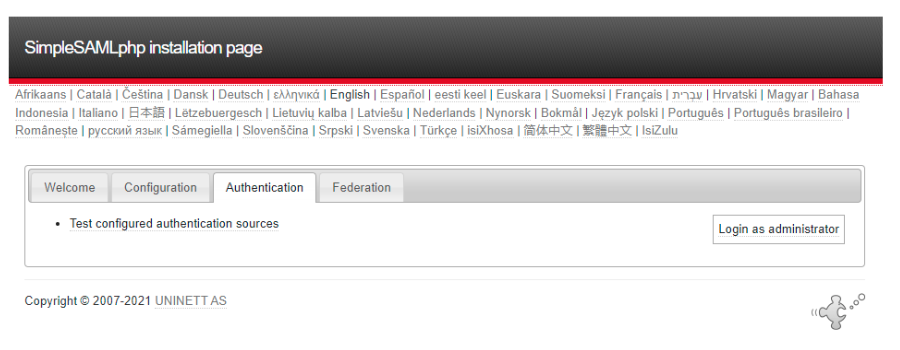 SimpleSAMLphp installation page
Afrikaans | Català | Čeština | Dansk | Deutsch | ελληνικά | English | Español | eesti keel | Euskara | Suomeksi | Français | עִבְרִית | Hrvatski | Magyar | Bahasa
Indonesia | Italiano | 日本語 | Lëtzebuergesch | Lietuvių kalba | Latviešu | Nederlands | Nynorsk | Bokmål | Język polski | Português | Português brasileiro |
Românește | русский язык | Sámegiella | Slovenščina | Srpski | Svenska | Türkçe | isiXhosa | 简体中文 | 繁體中文 | IsiZulu
Welcome Configuration Authentication Federation
• Test configured authentication sources
Login as administrator
Copyright © 2007-2021 UNINETT AS